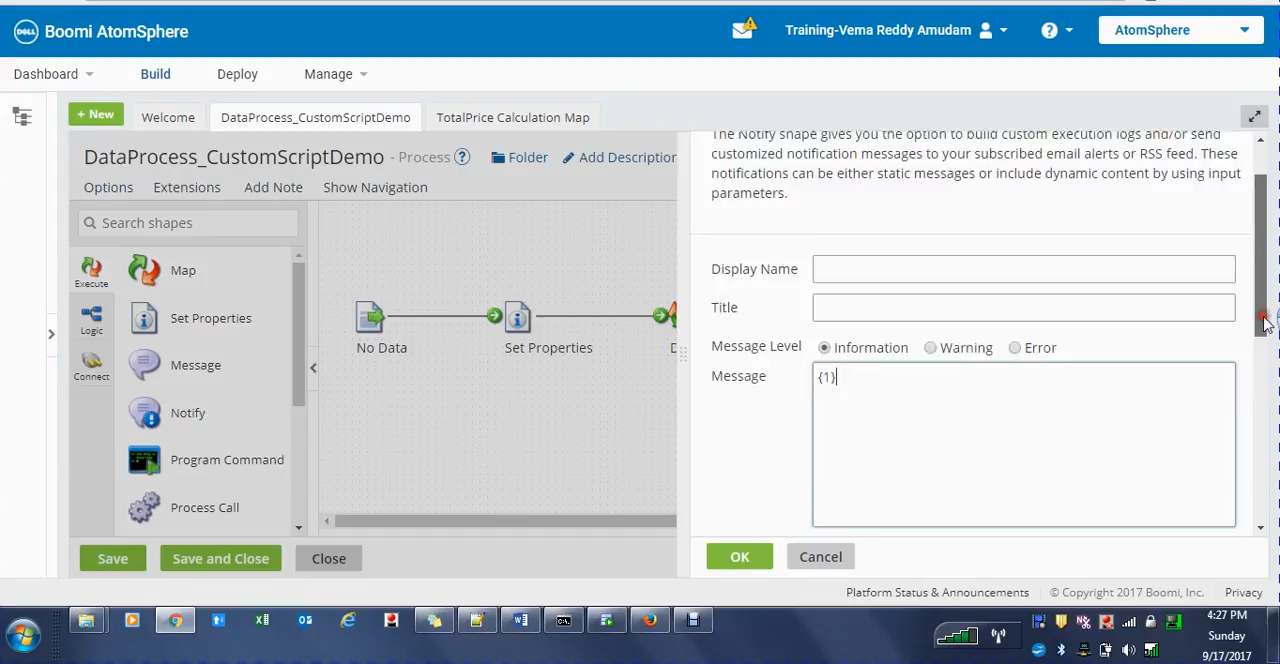 DELL Boomi AtomSphere
Training-Vema Reddy Amudam
?
AtomSphere
Dashboard
Build
Deploy
Manage
+ New
Welcome
DataProcess_CustomScriptDemo
TotalPrice Calculation Map
DataProcess_CustomScriptDemo - Process ?
Folder
Add Description
Options
Extensions
Add Note
Show Navigation
Search shapes
Execute
Logic
Connect
Map
Set Properties
Message
Notify
Program Command
Process Call
No Data
Set Properties
D
The Notify shape gives you the option to build custom execution logs and/or send
customized notification messages to your subscribed email alerts or RSS feed. These
notifications can be either static messages or include dynamic content by using input
parameters.
Display Name
Title
Message Level
Information
Warning
Error
Message
{1}
OK
Cancel
Save
Save and Close
Close
Platform Status & Announcements
© Copyright 2017 Boomi, Inc.
Privacy
4:27 PM
Sunday
9/17/2017